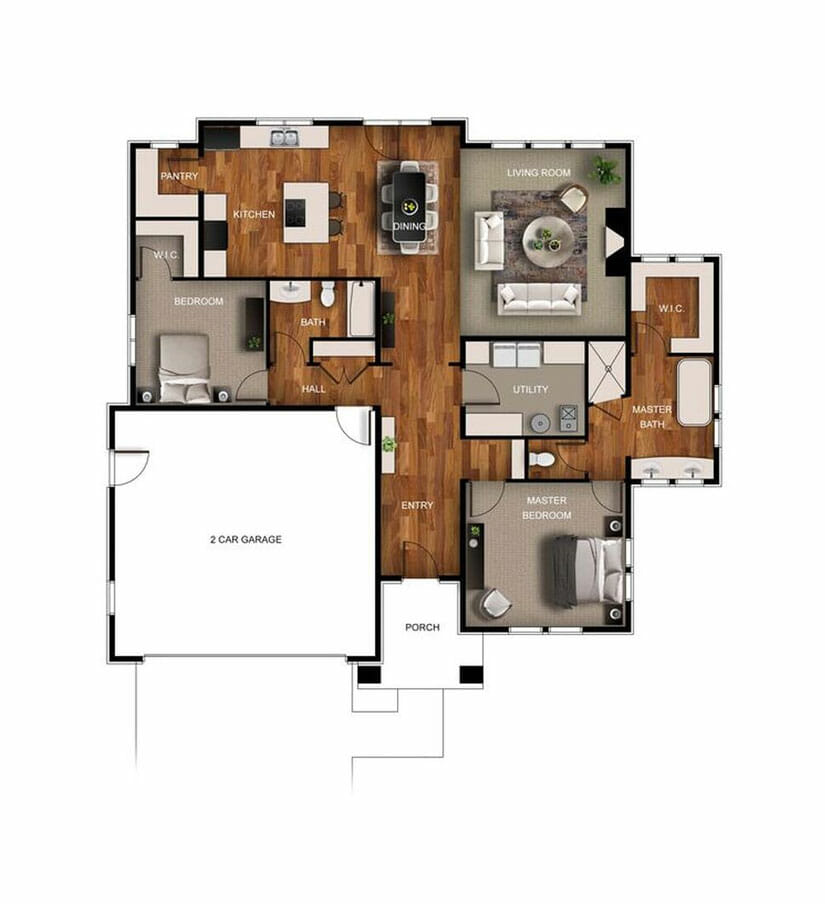 LIVING ROOM
PANTRY
KITCHEN
DINING
W.I.C.
BEDROOM
W.I.C.
BATH
HALL
UTILITY
MASTER
BATH
MASTER
BEDROOM
ENTRY
2 CAR GARAGE
PORCH